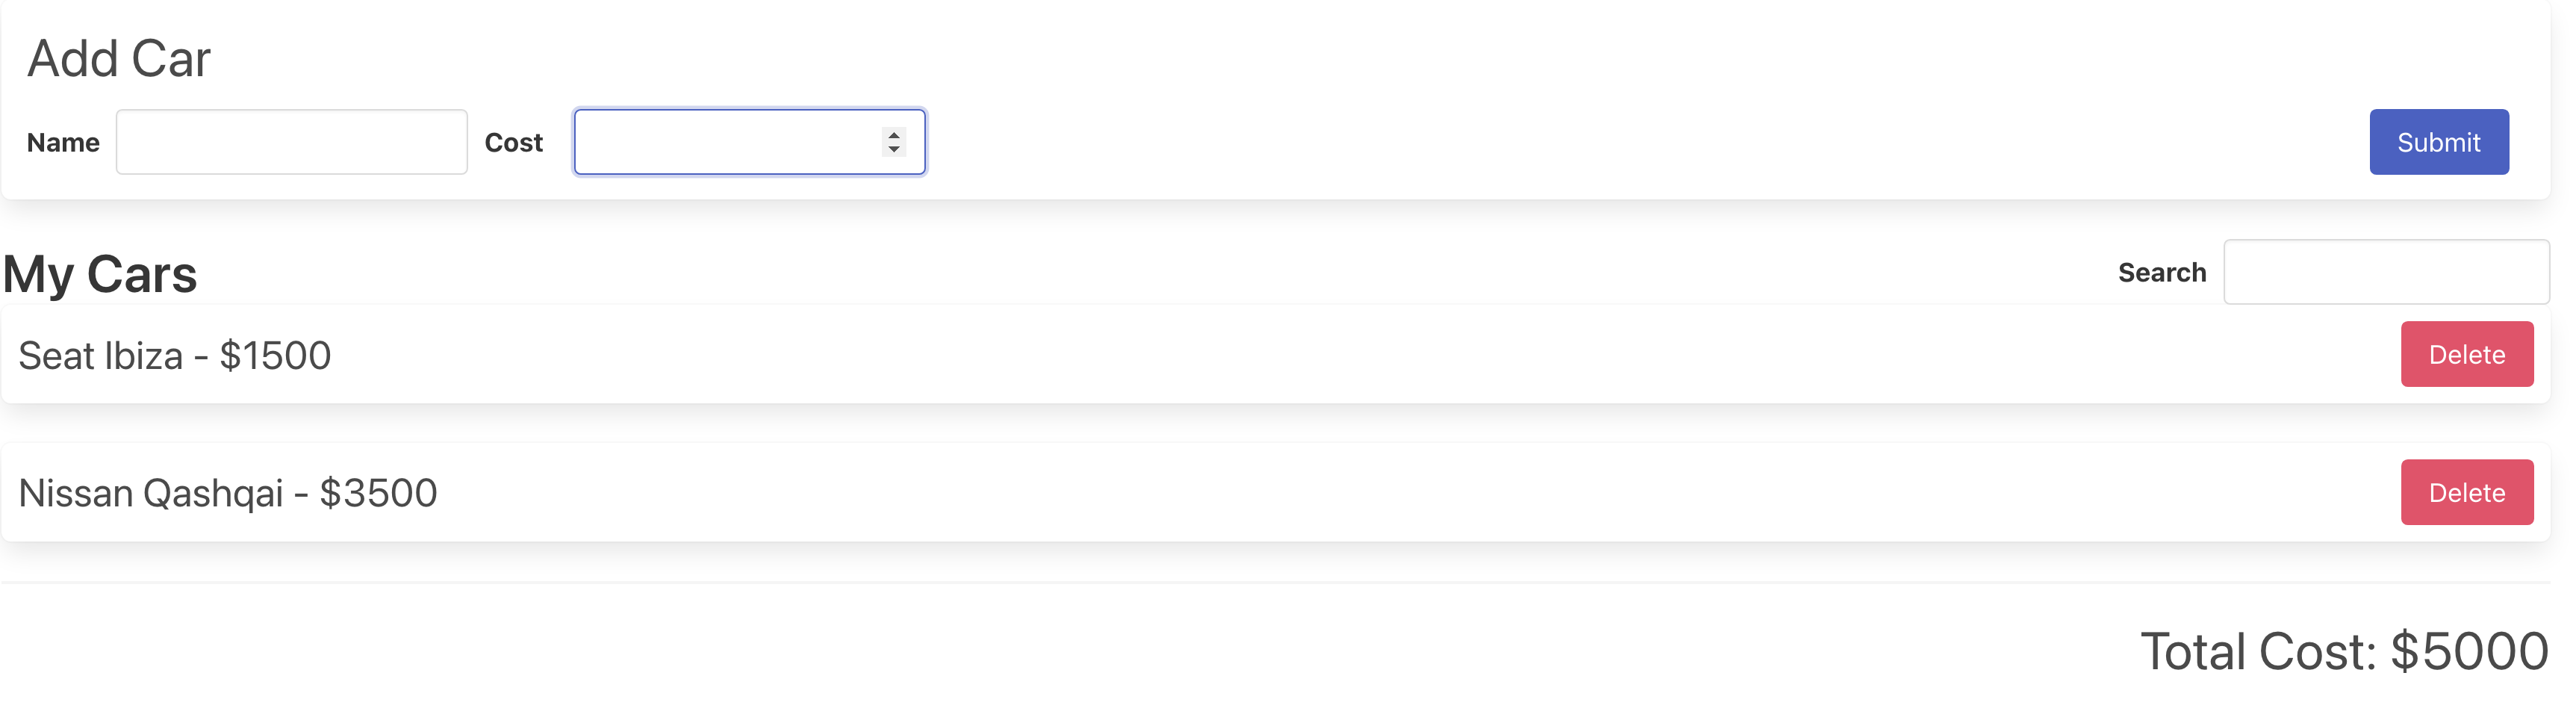 Add Car
Name Cost Submit
My Cars Search
Seat Ibiza - $1500 Delete
Nissan Qashqai - $3500 Delete
Total Cost: $5000